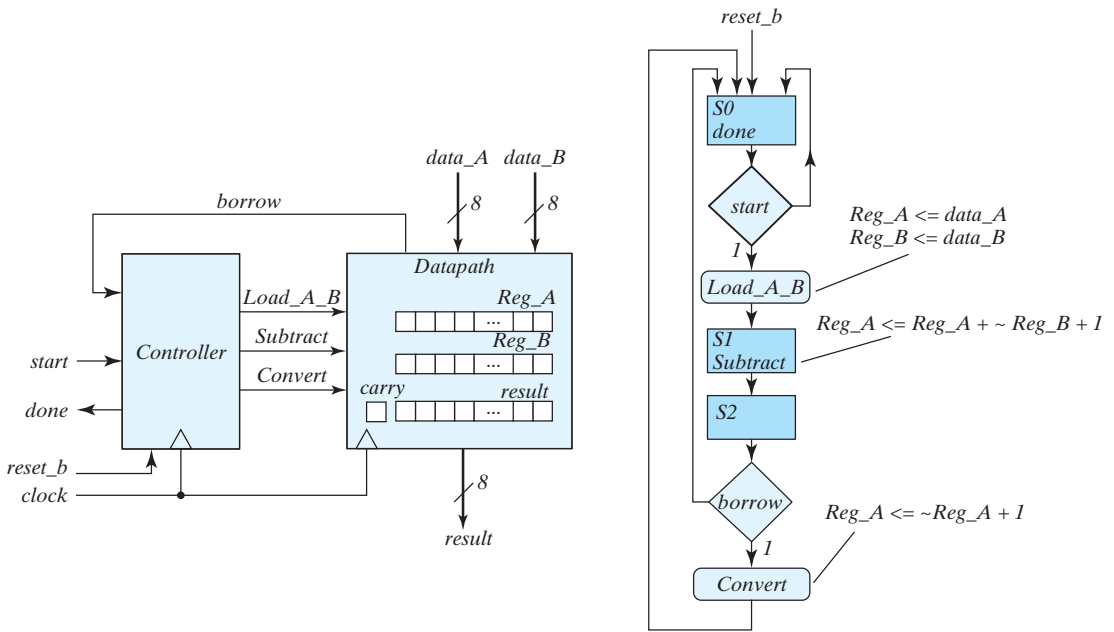 data_A
data_B
8
8
borrow
Datapath
Load_A_B
Reg_A
...
Controller
Subtract
Reg_B
...
start
Convert
carry
result
...
done
reset_b
clock
8
result
reset_b
S0
done
start
1
Reg_A <= data_A
Reg_B <= data_B
Load_A_B
S1
Subtract
Reg_A <= Reg_A + ~ Reg_B + 1
S2
borrow
1
Reg_A <= ~Reg_A + 1
Convert